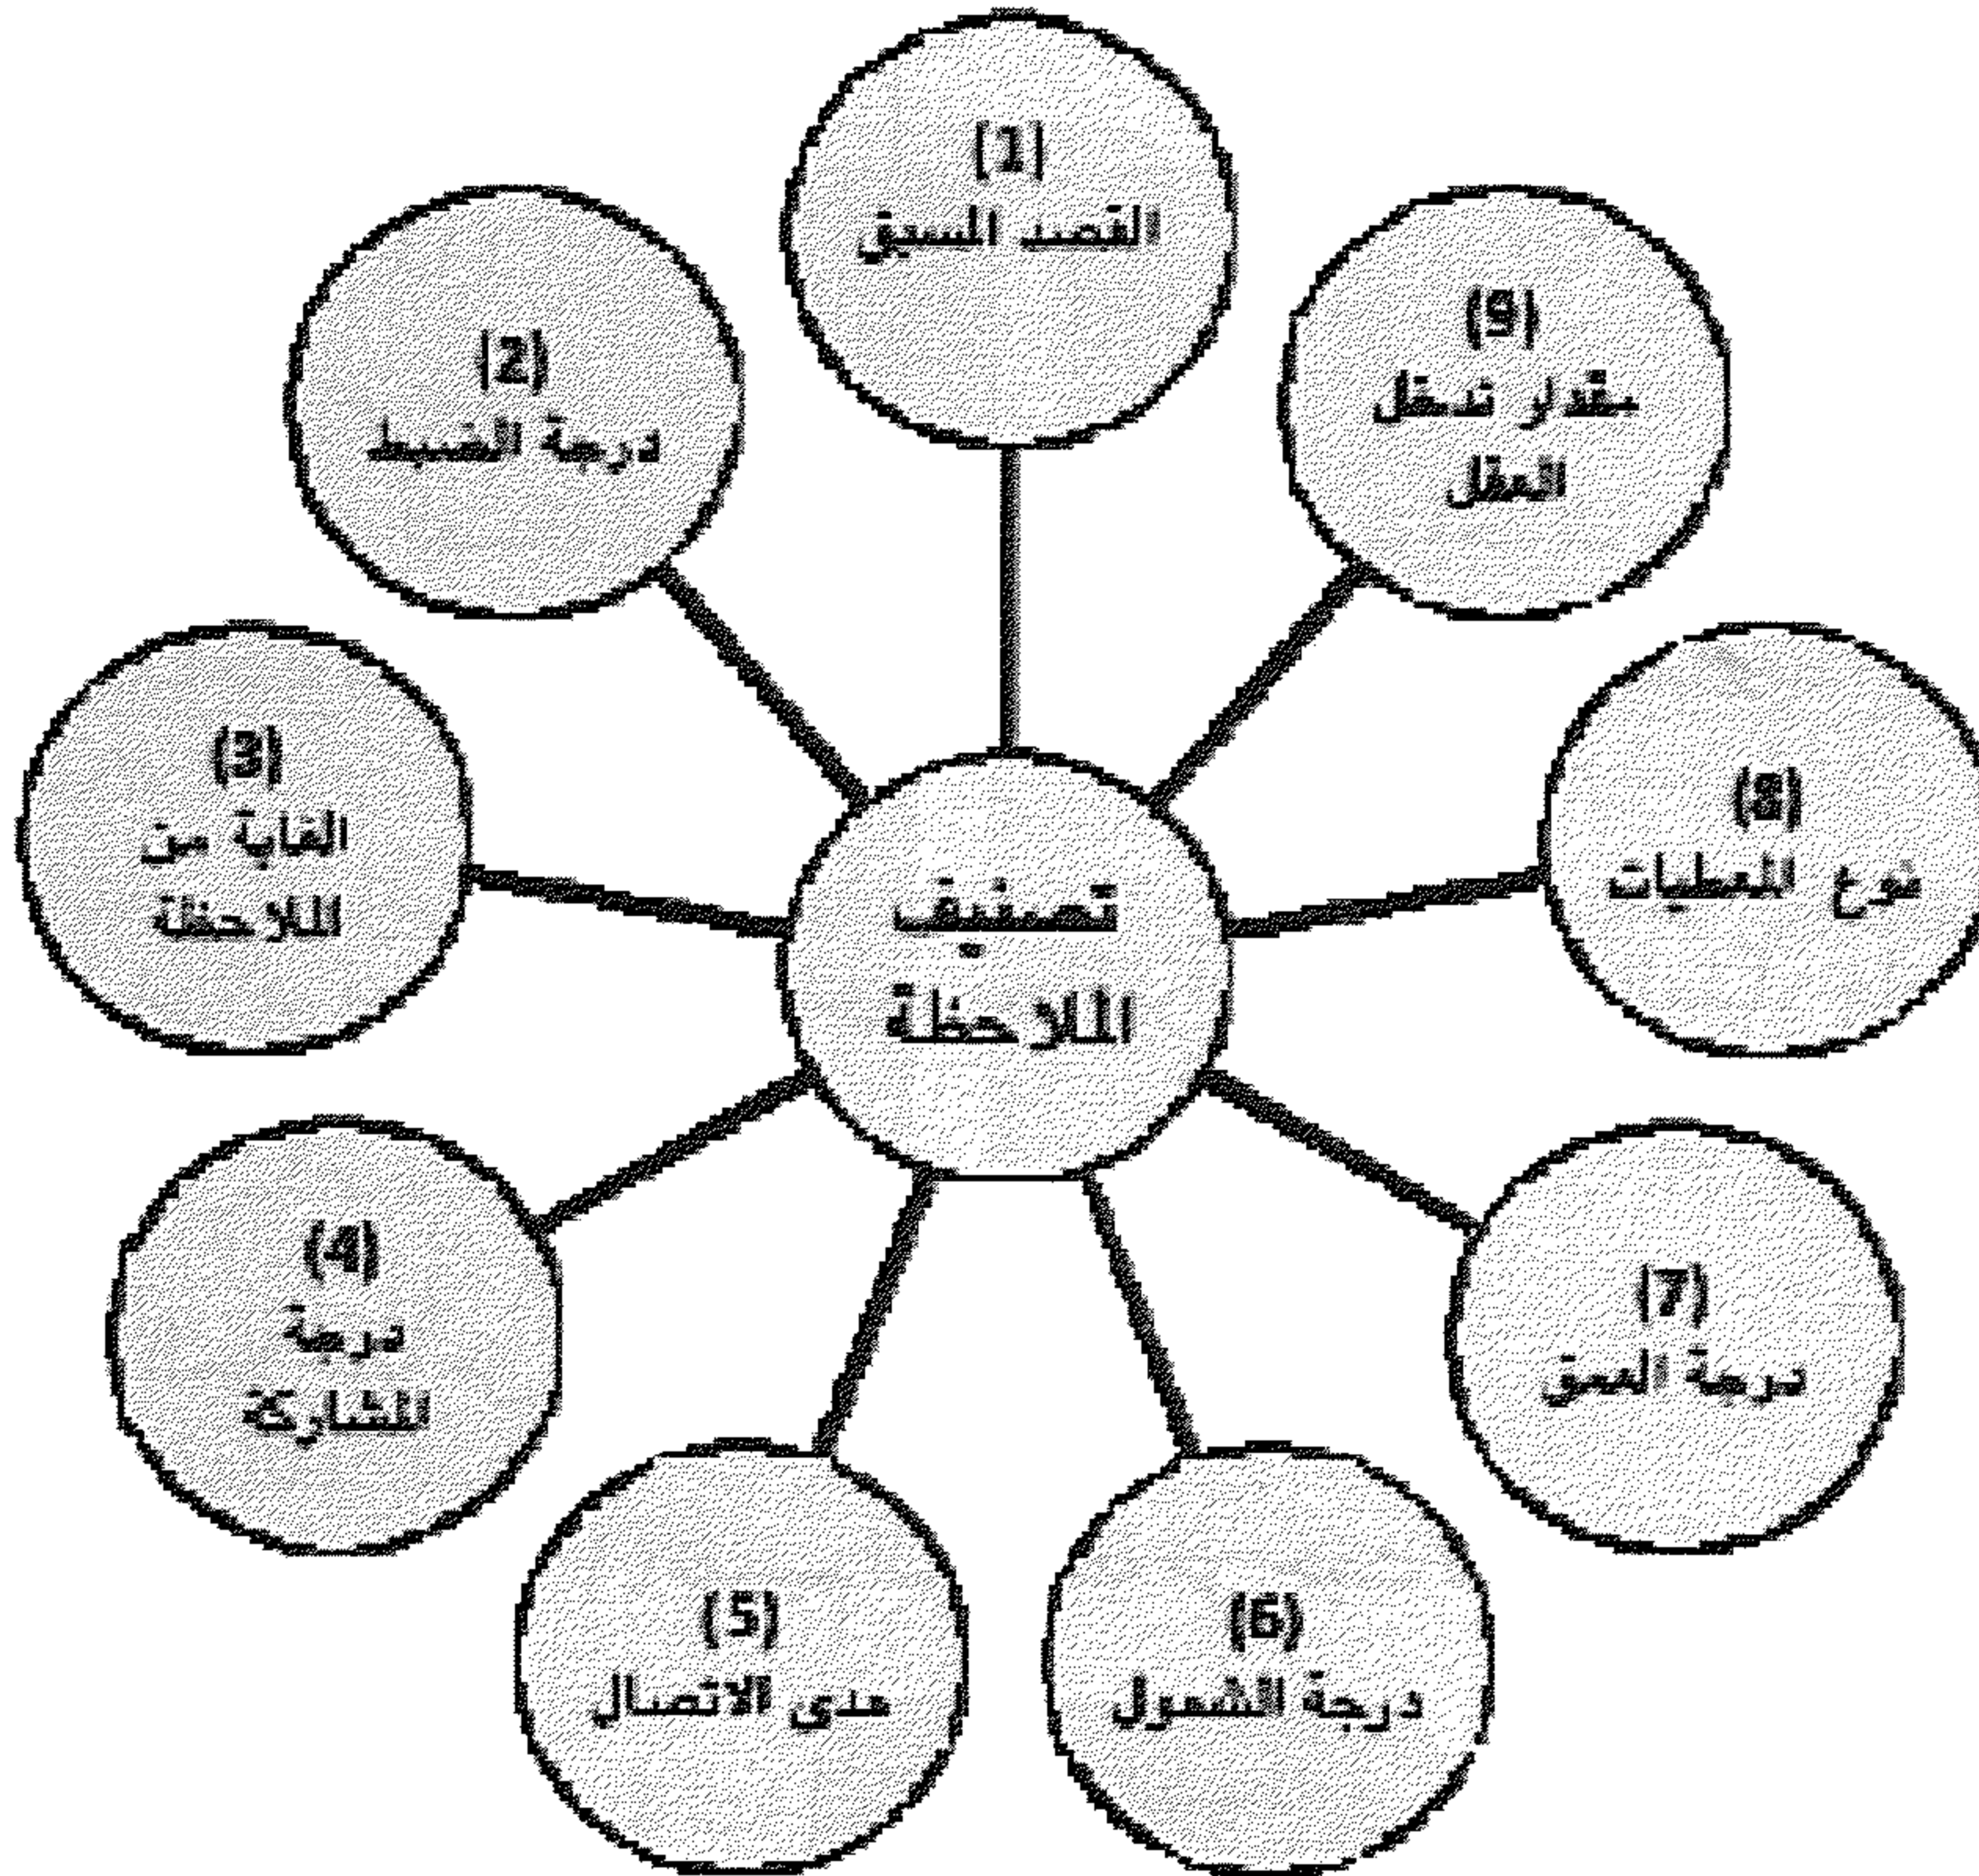 تصنيف
الملاحظة
(1)
القصد المسبق
(2)
درجة الضبط
(3)
الغاية من
الملاحظة
(4)
درجة
المشاركة
(5)
مدى الاتصال
(6)
درجة الشمول
(7)
درجة العمق
(8)
نوع المعطيات
(9)
مقدار تدخل
العقل